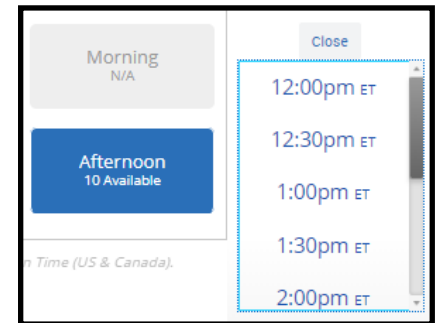 Morning
N/A
Afternoon
10 Available
n Time (US & Canada).
Close
12:00pm ET
12:30pm ET
1:00pm ET
1:30pm ET
2:00pm ET